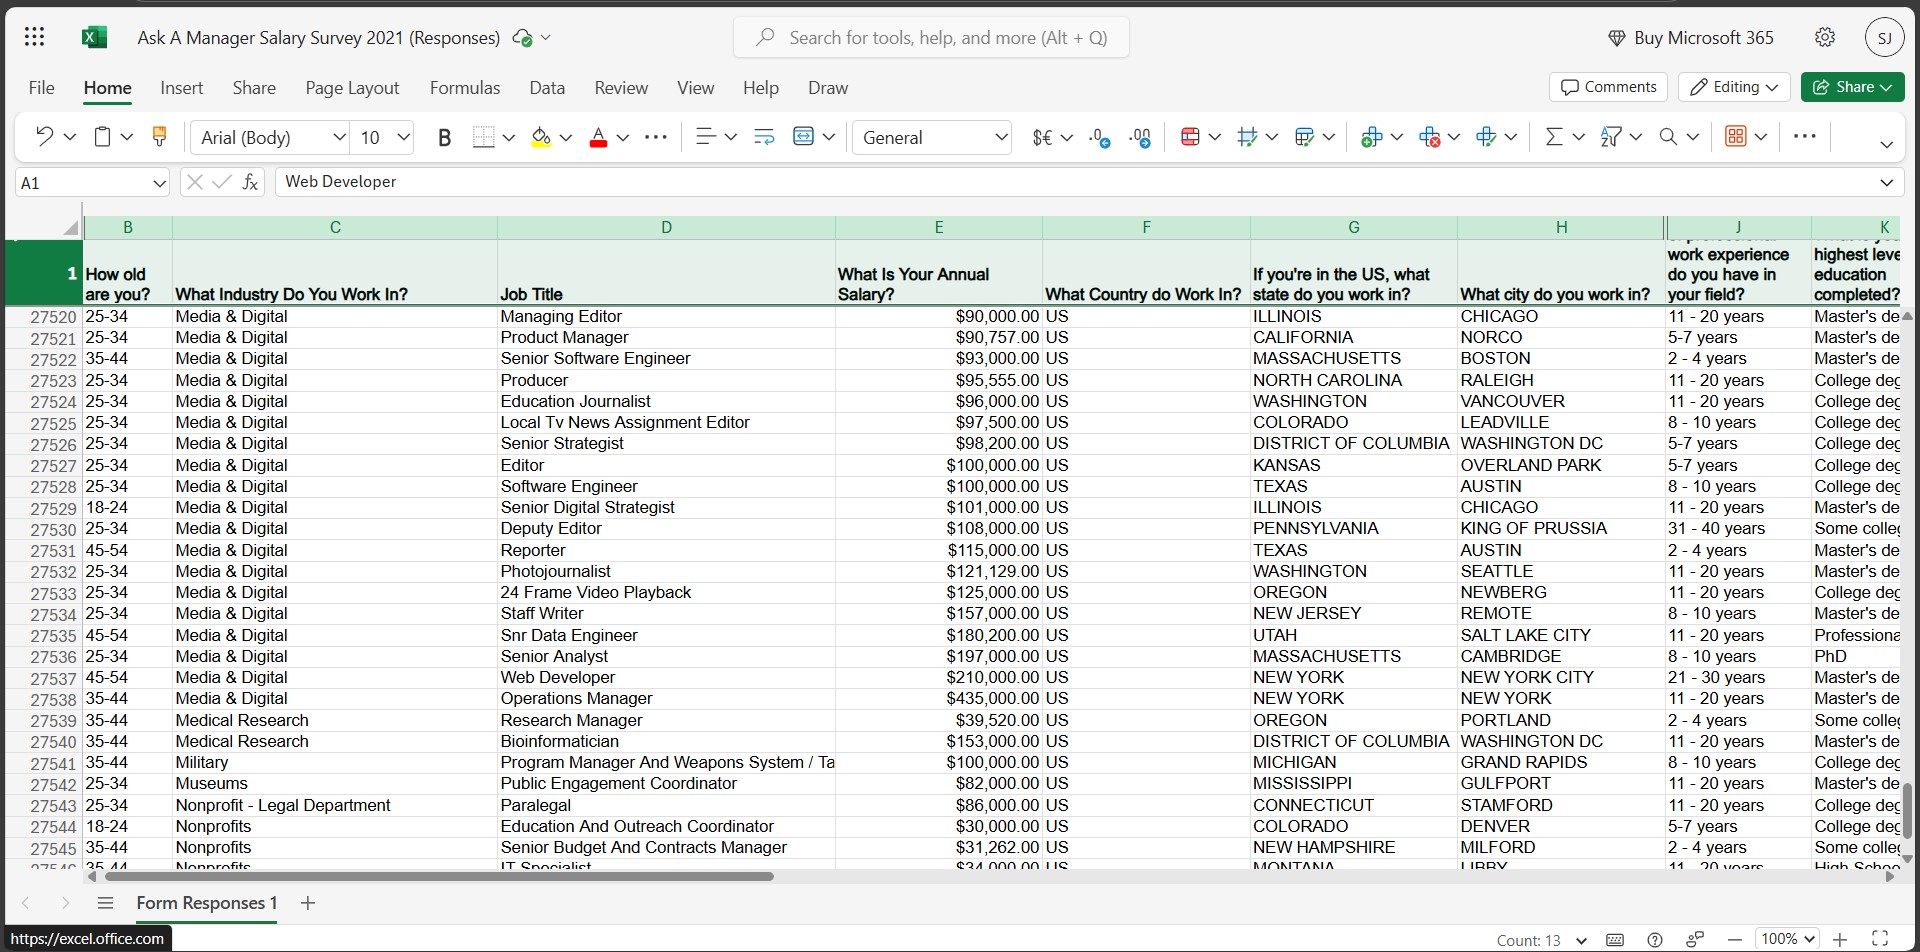 Ask A Manager Salary Survey 2021 (Responses)
Search for tools, help, and more (Alt + Q)
Buy Microsoft 365
SJ
File Home Insert Share Page Layout Formulas Data Review View Help Draw
Comments Editing Share
Arial (Body) 10 B A General $€
A1 fx Web Developer
B C D E F G H J K
1 How old are you? What Industry Do You Work In? Job Title What Is Your Annual Salary? What Country do Work In? If you're in the US, what state do you work in? What city do you work in? work experience do you have in your field? highest leve education completed?
27520 25-34 Media & Digital Managing Editor $90,000.00 US ILLINOIS CHICAGO 11 - 20 years Master's de
27521 25-34 Media & Digital Product Manager $90,757.00 US CALIFORNIA NORCO 5-7 years Master's de
27522 35-44 Media & Digital Senior Software Engineer $93,000.00 US MASSACHUSETTS BOSTON 2 - 4 years Master's de
27523 25-34 Media & Digital Producer $95,555.00 US NORTH CAROLINA RALEIGH 11 - 20 years College deg
27524 25-34 Media & Digital Education Journalist $96,000.00 US WASHINGTON VANCOUVER 11 - 20 years College deg
27525 25-34 Media & Digital Local Tv News Assignment Editor $97,500.00 US COLORADO LEADVILLE 8 - 10 years College deg
27526 25-34 Media & Digital Senior Strategist $98,200.00 US DISTRICT OF COLUMBIA WASHINGTON DC 5-7 years College deg
27527 25-34 Media & Digital Editor $100,000.00 US KANSAS OVERLAND PARK 5-7 years College deg
27528 25-34 Media & Digital Software Engineer $100,000.00 US TEXAS AUSTIN 8 - 10 years College deg
27529 18-24 Media & Digital Senior Digital Strategist $101,000.00 US ILLINOIS CHICAGO 11 - 20 years Master's de
27530 25-34 Media & Digital Deputy Editor $108,000.00 US PENNSYLVANIA KING OF PRUSSIA 31 - 40 years Some colleg
27531 45-54 Media & Digital Reporter $115,000.00 US TEXAS AUSTIN 2 - 4 years Master's de
27532 25-34 Media & Digital Photojournalist $121,129.00 US WASHINGTON SEATTLE 11 - 20 years Master's de
27533 25-34 Media & Digital 24 Frame Video Playback $125,000.00 US OREGON NEWBERG 11 - 20 years College deg
27534 25-34 Media & Digital Staff Writer $157,000.00 US NEW JERSEY REMOTE 8 - 10 years Master's de
27535 45-54 Media & Digital Snr Data Engineer $180,200.00 US UTAH SALT LAKE CITY 11 - 20 years Professiona
27536 25-34 Media & Digital Senior Analyst $197,000.00 US MASSACHUSETTS CAMBRIDGE 8 - 10 years PhD
27537 45-54 Media & Digital Web Developer $210,000.00 US NEW YORK NEW YORK CITY 21 - 30 years Master's de
27538 35-44 Media & Digital Operations Manager $435,000.00 US NEW YORK NEW YORK 11 - 20 years Master's de
27539 35-44 Medical Research Research Manager $39,520.00 US OREGON PORTLAND 2 - 4 years Some colleg
27540 35-44 Medical Research Bioinformatician $153,000.00 US DISTRICT OF COLUMBIA WASHINGTON DC 11 - 20 years Master's de
27541 35-44 Military Program Manager And Weapons System / Ta $100,000.00 US MICHIGAN GRAND RAPIDS 8 - 10 years College deg
27542 25-34 Museums Public Engagement Coordinator $82,000.00 US MISSISSIPPI GULFPORT 11 - 20 years Master's de
27543 25-34 Nonprofit - Legal Department Paralegal $86,000.00 US CONNECTICUT STAMFORD 11 - 20 years College deg
27544 18-24 Nonprofits Education And Outreach Coordinator $30,000.00 US COLORADO DENVER 5-7 years College deg
27545 35-44 Nonprofits Senior Budget And Contracts Manager $31,262.00 US NEW HAMPSHIRE MILFORD 2 - 4 years Some colleg
27546 35-44 Nonprofits IT Specialist $34,000.00 US MONTANA LIBBY 11 - 20 years High Schoo
Form Responses 1
https://excel.office.com
Count: 13 100%